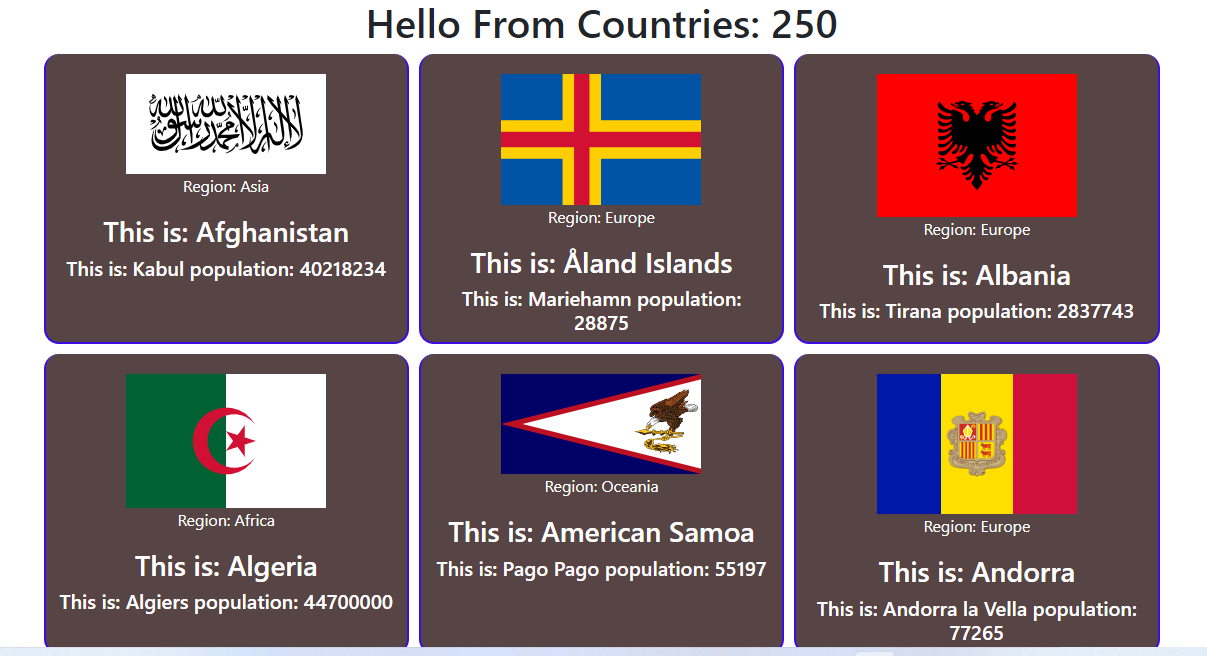 Hello From Countries: 250
لا إله إلا الله محمد رسول الله
Region: Asia
This is: Afghanistan
This is: Kabul population: 40218234
Region: Europe
This is: Åland Islands
This is: Mariehamn population:
28875
Region: Europe
This is: Albania
This is: Tirana population: 2837743
Region: Africa
This is: Algeria
This is: Algiers population: 44700000
Region: Oceania
This is: American Samoa
This is: Pago Pago population: 55197
Region: Europe
This is: Andorra
This is: Andorra la Vella population:
77265